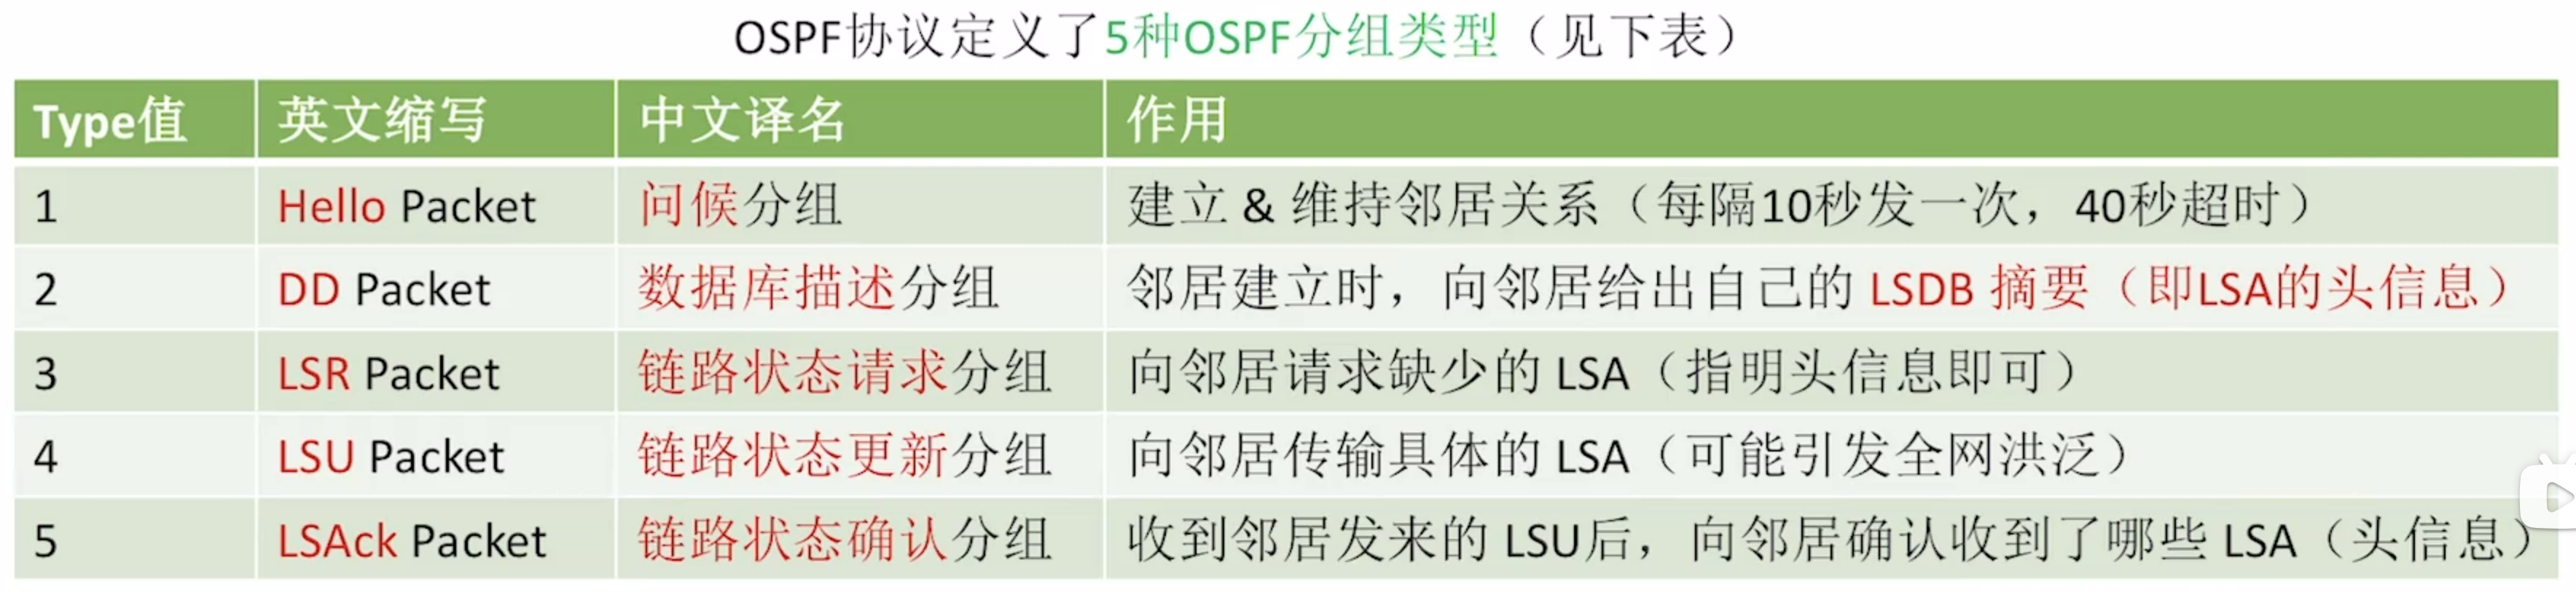 OSPF协议定义了5种OSPF分组类型（见下表）
Type值 英文缩写 中文译名 作用
1 Hello Packet 问候分组 建立 & 维持邻居关系（每隔10秒发一次，40秒超时）
2 DD Packet 数据库描述分组 邻居建立时，向邻居给出自己的 LSDB 摘要（即LSA的头信息）
3 LSR Packet 链路状态请求分组 向邻居请求缺少的 LSA（指明头信息即可）
4 LSU Packet 链路状态更新分组 向邻居传输具体的 LSA（可能引发全网洪泛）
5 LSAck Packet 链路状态确认分组 收到邻居发来的 LSU后，向邻居确认收到了哪些 LSA（头信息）